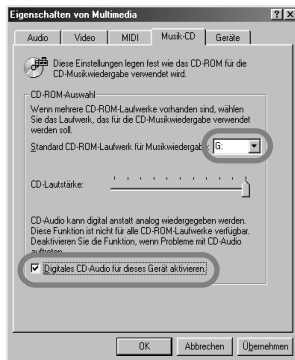 Eigenschaften von Multimedia
Audio Video MIDI Musik-CD Geräte
Diese Einstellungen legen fest wie das CD-ROM für die
CD-Musikwiedergabe verwendet wird.
CD-ROM-Auswahl
Wenn mehrere CD-ROM-Laufwerke vorhanden sind, wählen
Sie das Laufwerk, das für die CD-Musikwiedergabe verwendet
werden soll.
Standard CD-ROM-Laufwerk für Musikwiedergabe: G:
CD-Lautstärke:
CD-Audio kann digital anstatt analog wiedergegeben werden.
Diese Funktion ist nicht für alle CD-ROM-Laufwerke verfügbar.
Deaktivieren Sie die Funktion, wenn Probleme mit CD-Audio
auftreten.
Digitales CD-Audio für dieses Gerät aktivieren.
OK Abbrechen Übernehmen